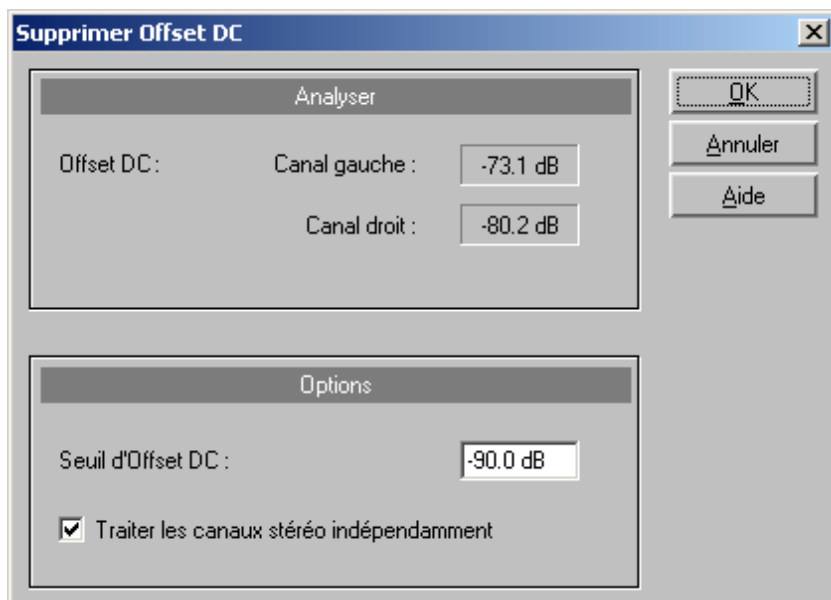 Supprimer Offset DC
Analyser
Offset DC : Canal gauche : -73.1 dB
Canal droit : -80.2 dB
OK
Annuler
Aide
Options
Seuil d'Offset DC : -90.0 dB
Traiter les canaux stéréo indépendamment